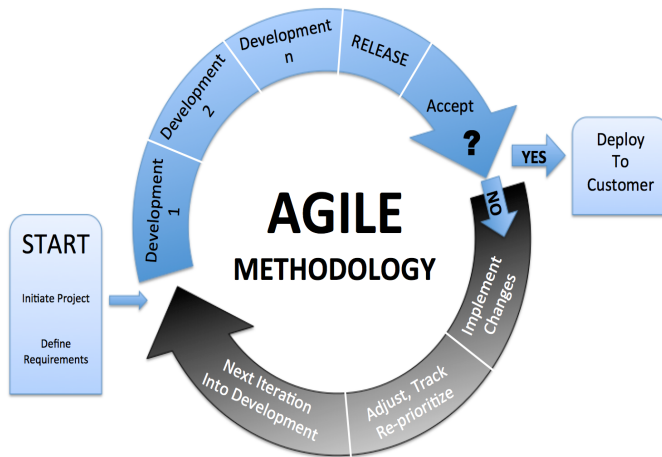 START
Initiate Project
Define
Requirements
Development
1
Development
2
Development
n
RELEASE
Accept
?
YES
Deploy
To
Customer
NO
Implement
Changes
Adjust, Track
Re-prioritize
Next Iteration
Into Development
AGILE
METHODOLOGY